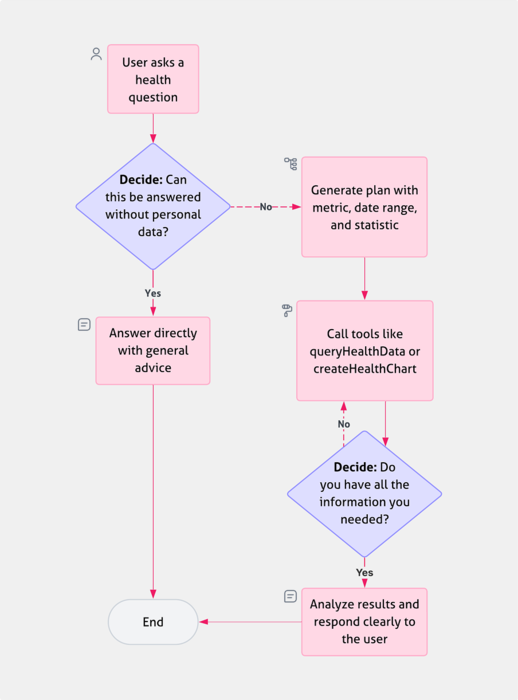 User asks a
health
question
Decide: Can
this be answered
without personal
data?
No
Generate plan with
metric, date range,
and statistic
Yes
Answer directly
with general
advice
Call tools like
queryHealthData or
createHealthChart
No
Decide: Do
you have all the
information you
needed?
Yes
Analyze results and
respond clearly to
the user
End